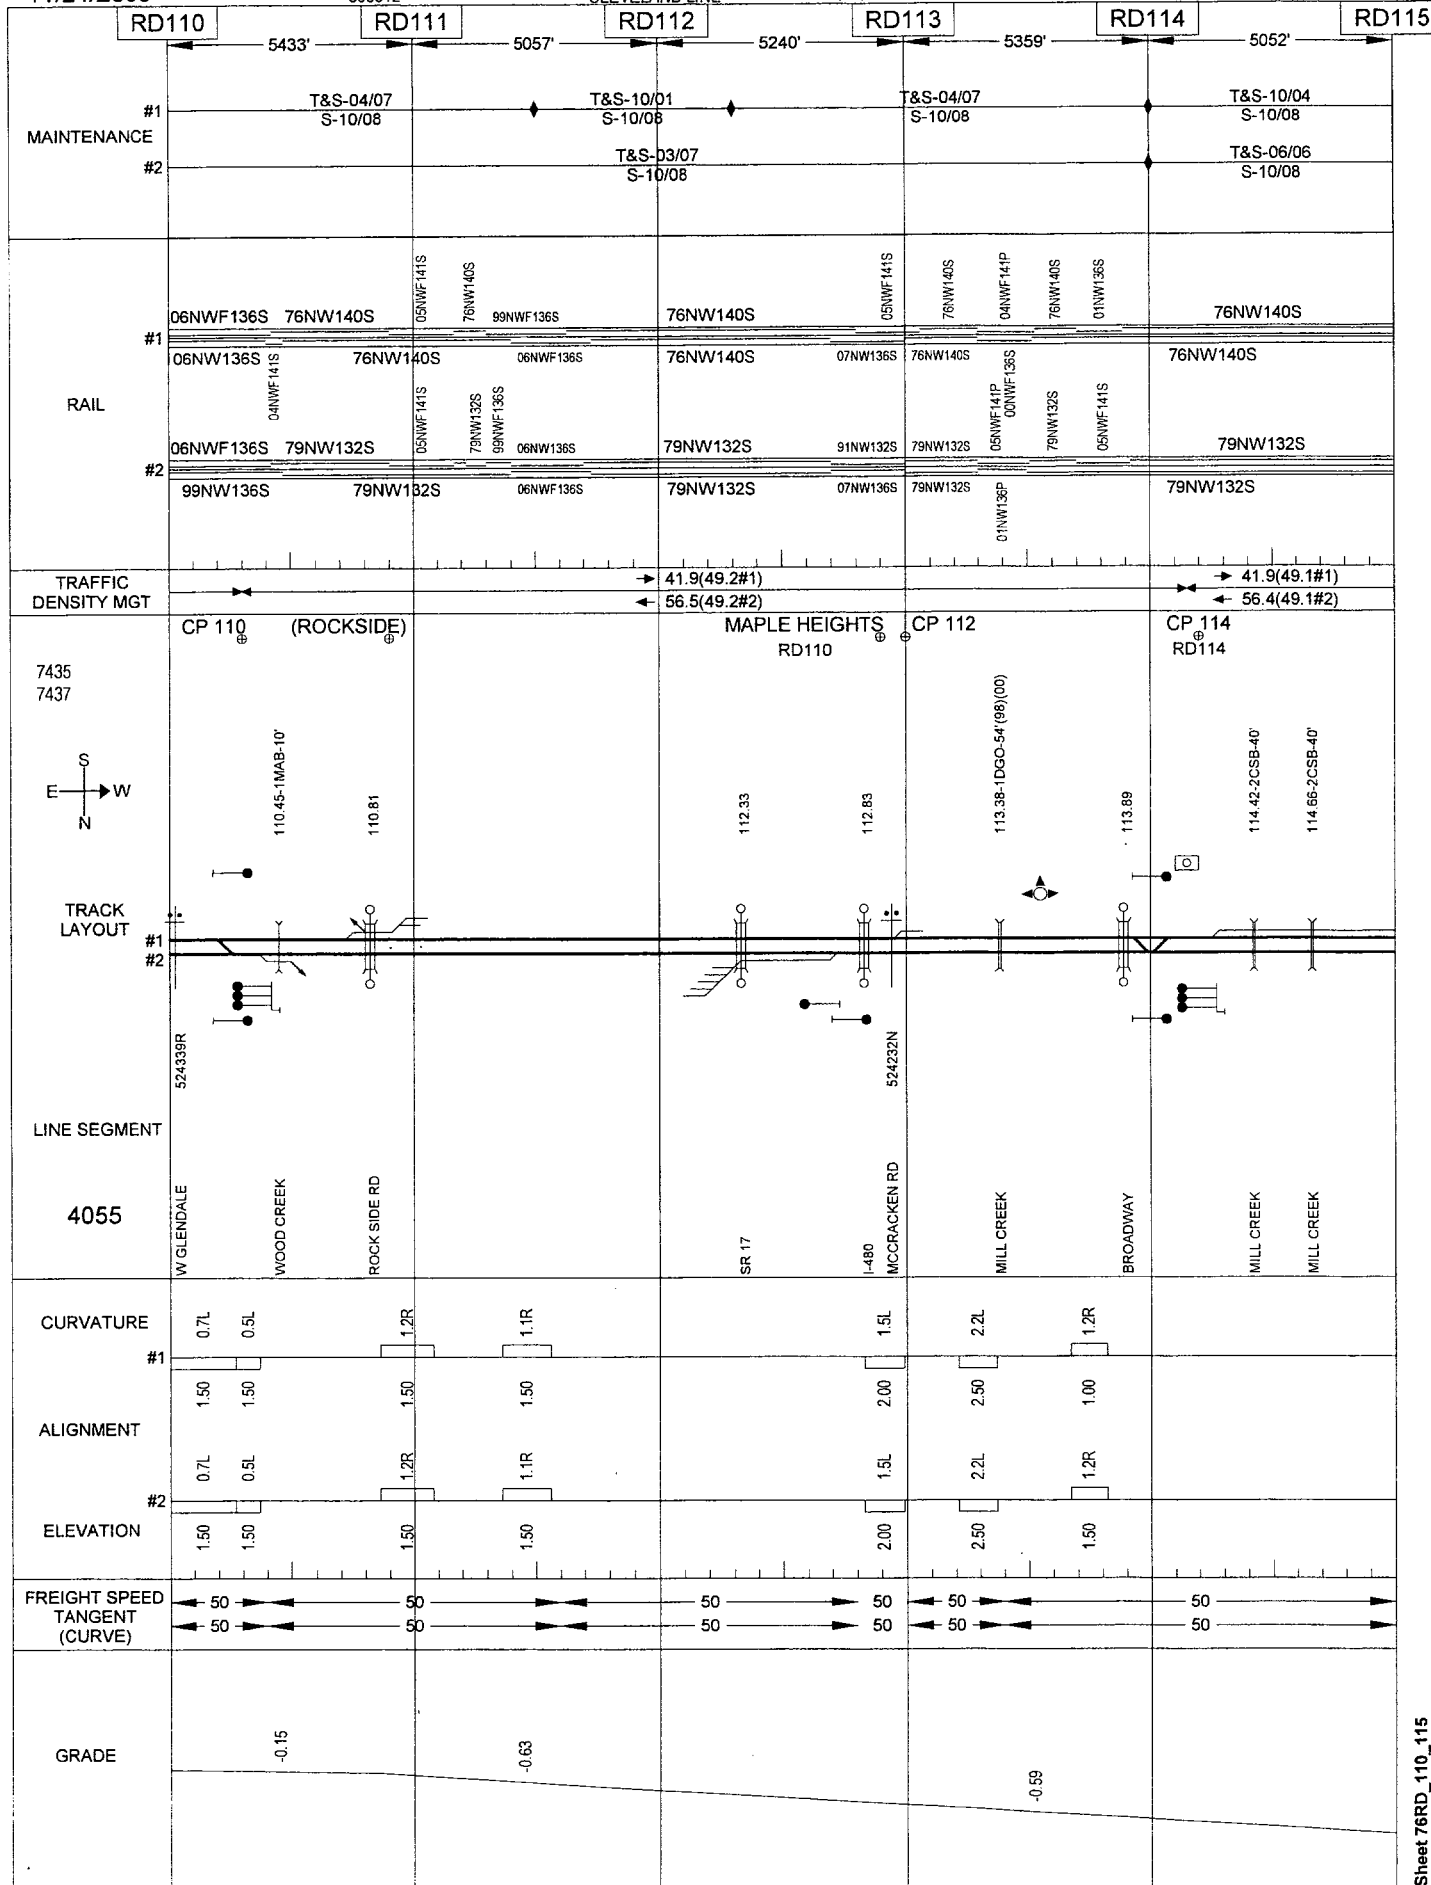 CLEVELAND LINE
RD110 RD111 RD112 RD113 RD114 RD115
5433' 5057' 5240' 5359' 5052'
MAINTENANCE
#1 T&S-04/07 T&S-10/01 T&S-04/07 T&S-10/04
S-10/08 S-10/08 S-10/08 S-10/08
#2 T&S-03/07 T&S-06/06
S-10/08 S-10/08
RAIL
05NWF141S 76NW140S 05NWF141S 76NW140S 04NWF141P 76NW140S 01NW136S
06NWF136S 76NW140S 99NWF136S 76NW140S 76NW140S
#1
06NW136S 04NWF141S 76NW140S 06NWF136S 76NW140S 07NW136S 76NW140S 76NW140S
05NWF141S 79NW132S 99NWF136S 05NWF141P 00NWF136S 79NW132S 05NWF141S
06NWF136S 79NW132S 06NW136S 79NW132S 91NW132S 79NW132S 79NW132S
#2
99NW136S 79NW132S 06NWF136S 79NW132S 07NW136S 79NW132S 01NW136P 79NW132S
TRAFFIC
DENSITY MGT
41.9(49.2#1) 41.9(49.1#1)
56.5(49.2#2) 56.4(49.1#2)
CP 110 (ROCKSIDE) MAPLE HEIGHTS CP 112 CP 114
RD110 RD114
7435
7437
S
E W
N
110.45-1MAB-10' 110.81 112.33 112.83 113.38-1DGO-54'(98)(00) 113.89 114.42-2CSB-40' 114.66-2CSB-40'
TRACK
LAYOUT
#1
#2
524339R 524232N
LINE SEGMENT
4055
W GLENDALE WOOD CREEK ROCK SIDE RD SR 17 I-480 MCCRACKEN RD MILL CREEK BROADWAY MILL CREEK MILL CREEK
CURVATURE
0.7L 0.5L 1.2R 1.1R 1.5L 2.2L 1.2R
#1
1.50 1.50 1.50 1.50 2.00 2.50 1.00
ALIGNMENT
0.7L 0.5L 1.2R 1.1R 1.5L 2.2L 1.2R
#2
ELEVATION
1.50 1.50 1.50 1.50 2.00 2.50 1.50
FREIGHT SPEED
TANGENT
(CURVE)
50 50 50 50 50 50
50 50 50 50 50 50
GRADE
-0.15 -0.63 -0.59
Sheet 76RD_110_115